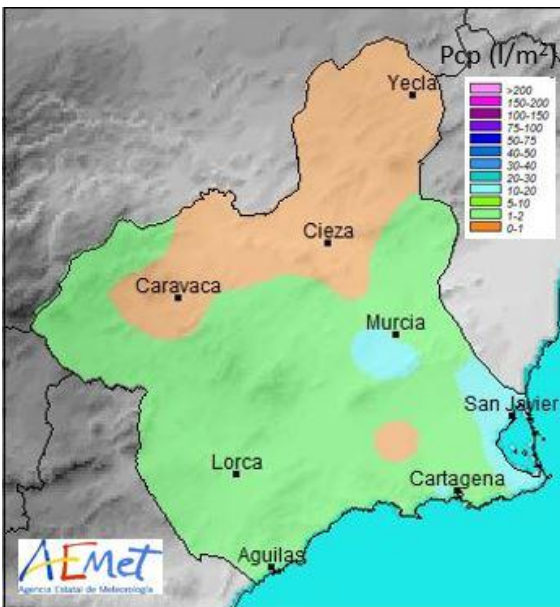 Pcp (l/m²)
>200
150-200
100-150
75-100
50-75
40-50
30-40
20-30
10-20
5-10
1-2
0-1
Yecla
Cieza
Caravaca
Murcia
San Javier
Lorca
Cartagena
Aguilas
AEMet
Agencia Estatal de Meteorología